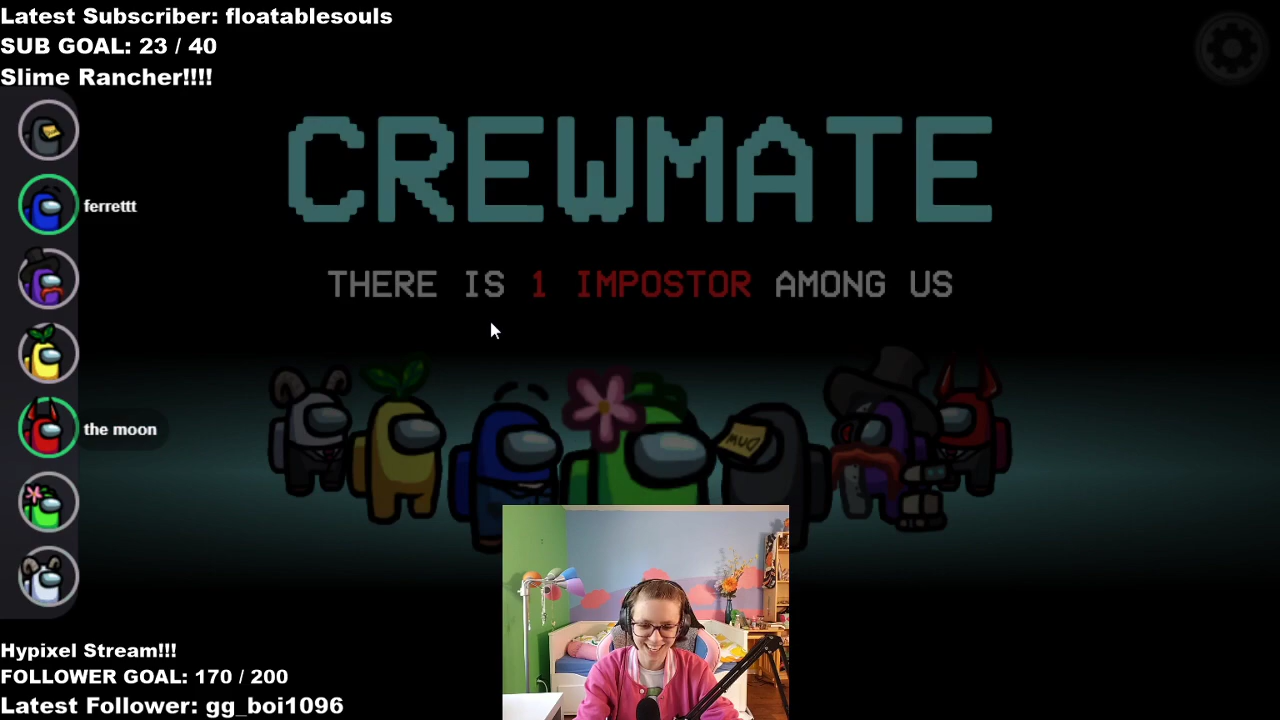 Latest Subscriber: floatablesouls
SUB GOAL: 23 / 40
Slime Rancher!!!!
CREWMATE
ferrettt
THERE IS 1 IMPOSTOR AMONG US
the moon
DUM
Hypixel Stream!!!
FOLLOWER GOAL: 170 / 200
Latest Follower: gg_boi1096